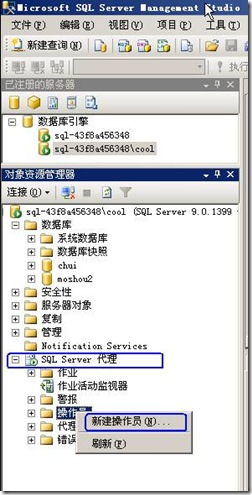 Microsoft SQL Server Management Studio
文件(F) 编辑(E) 视图(V) 项目(P) 工具(T)
新建查询(N)
执行
已注册的服务器
数据库引擎
sql-43f8a456348
sql-43f8a456348\cool
对象资源管理器
连接(O)
sql-43f8a456348\cool (SQL Server 9.0.1399
数据库
系统数据库
数据库快照
chui
moshou2
安全性
服务器对象
复制
管理
Notification Services
SQL Server 代理
作业
作业活动监视器
警报
操作员
新建操作员(N)...
代理
刷新(F)
错误